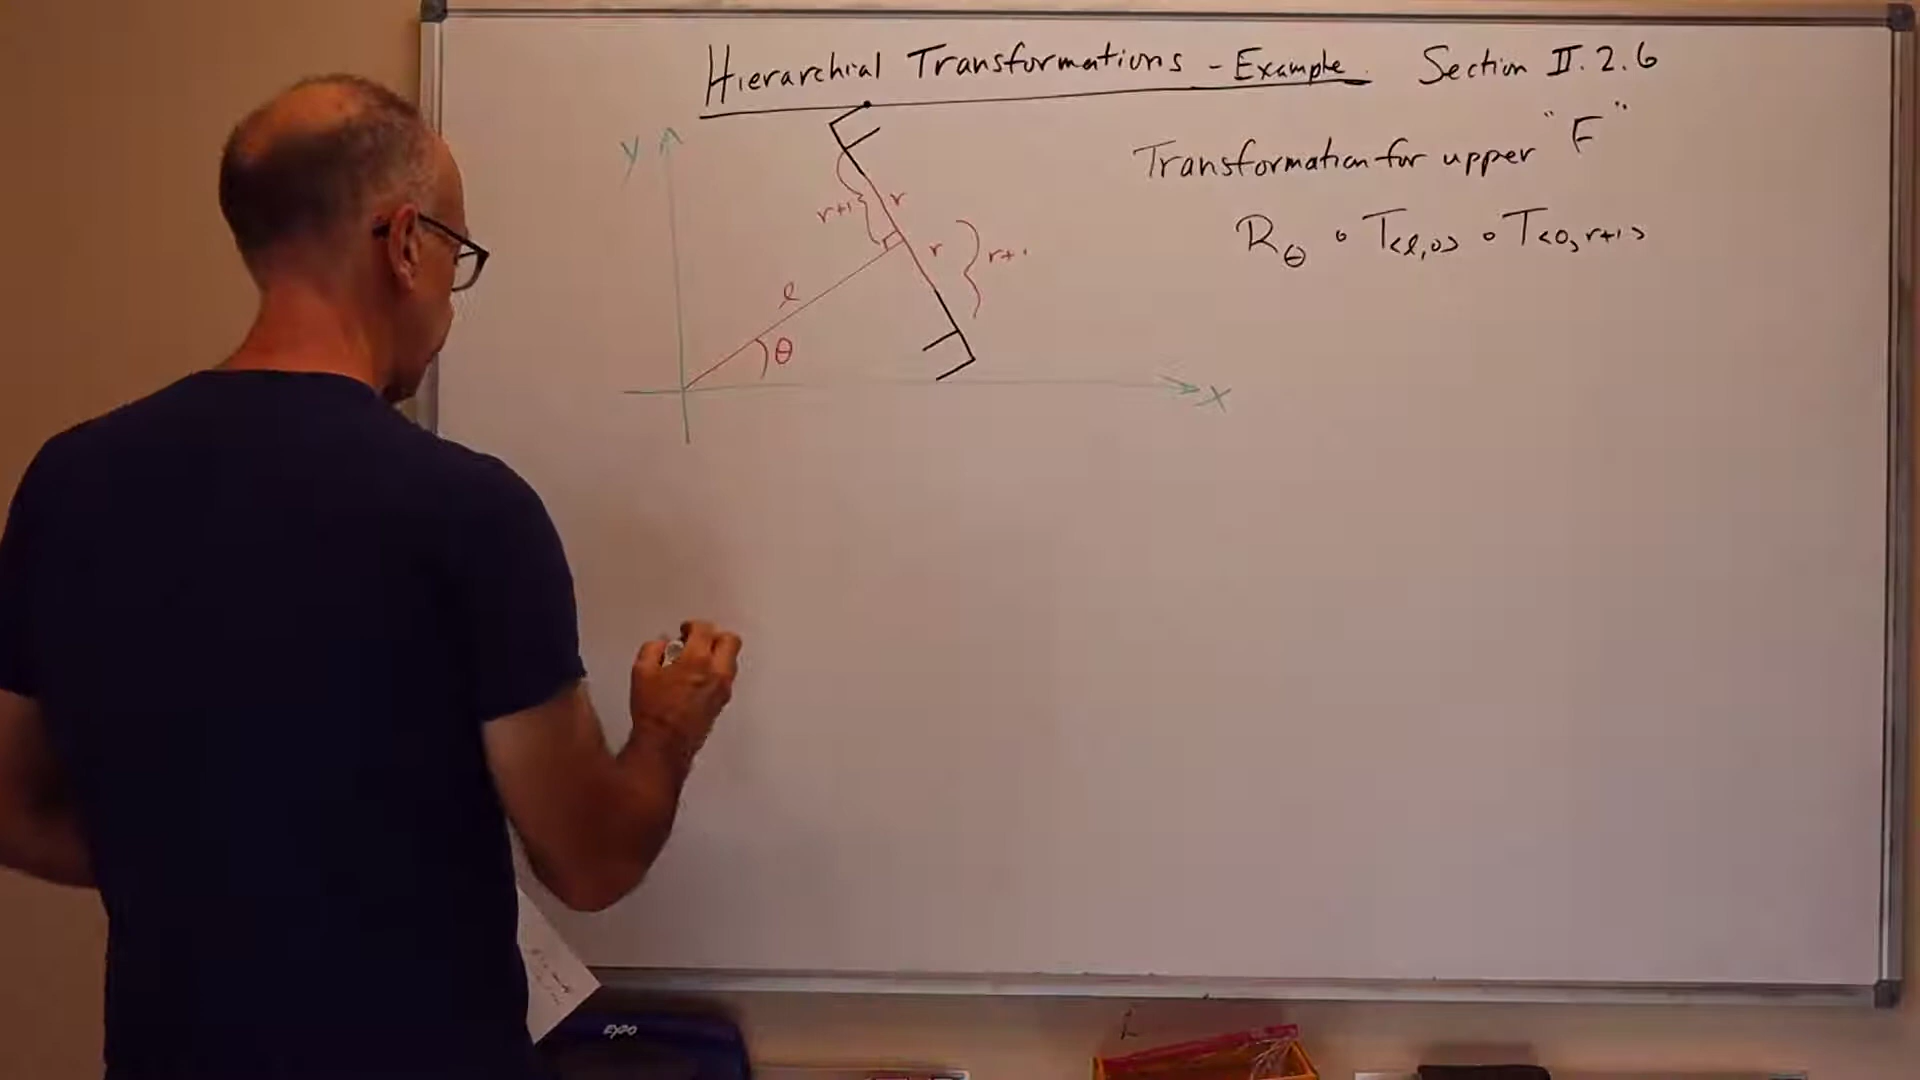 Hierarchial Transformations - Example. Section II.2.6
Transformation for upper "F"
R_θ ∘ T<ℓ,0> ∘ T<0,r+1>
y
r+1
r
r
r+1
ℓ
θ
x
EXPO